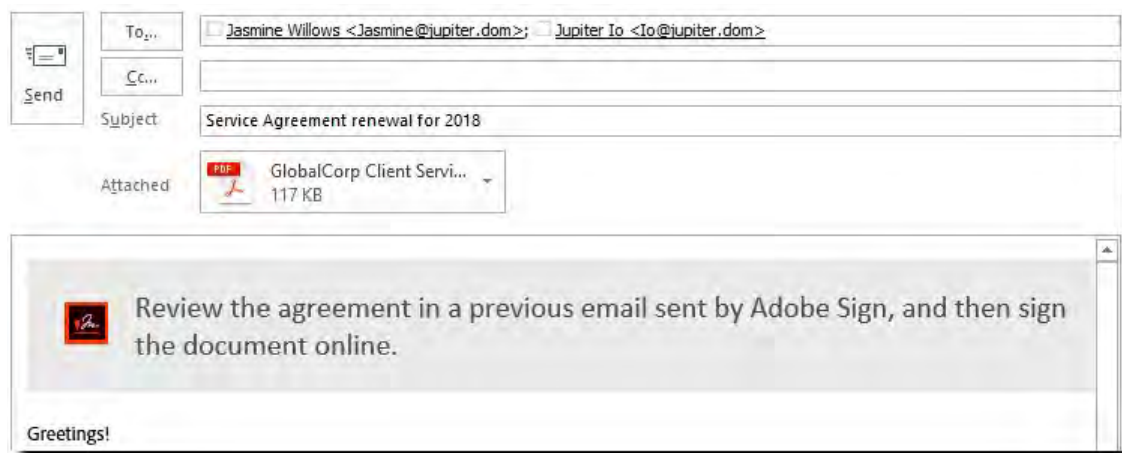 To... Jasmine Willows <Jasmine@jupiter.dom>; Jupiter Io <Io@jupiter.dom>
Cc...
Send
Subject Service Agreement renewal for 2018
PDF GlobalCorp Client Servi...
Attached
117 KB
Review the agreement in a previous email sent by Adobe Sign, and then sign
the document online.
Greetings!